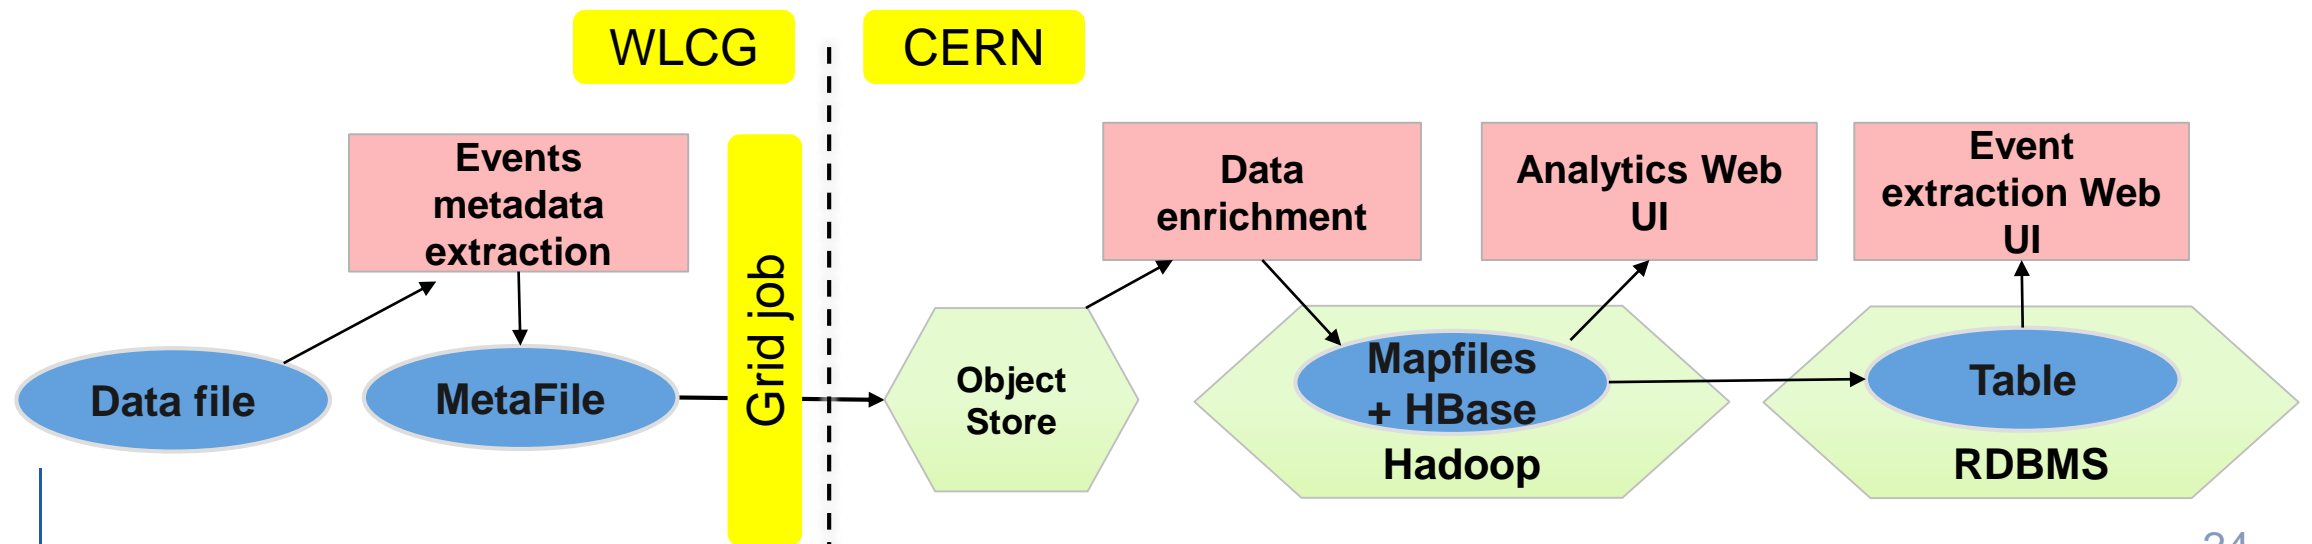 WLCG
CERN
Events
metadata
extraction
Data
enrichment
Analytics Web
UI
Event
extraction Web
UI
Grid job
Data file
MetaFile
Object
Store
Mapfiles
+ HBase
Hadoop
Table
RDBMS